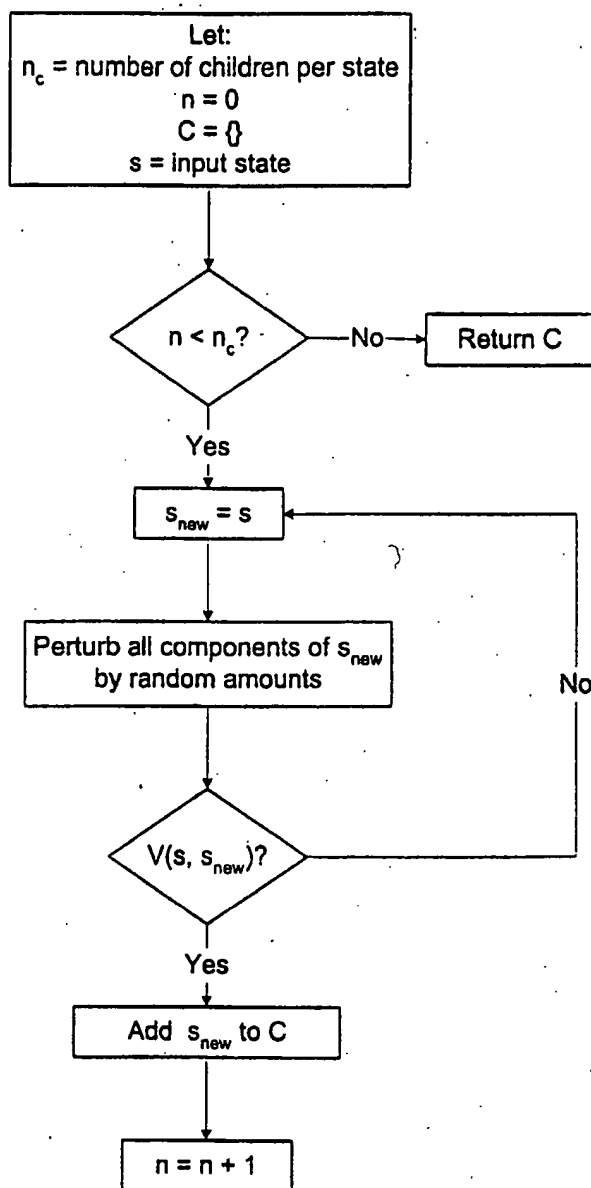 Let:
n_c = number of children per state
n = 0
C = {}
s = input state
n < n_c?
No
Return C
Yes
s_new = s
Perturb all components of s_new
by random amounts
No
V(s, s_new)?
Yes
Add s_new to C
n = n + 1